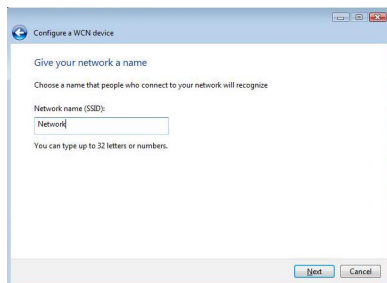 Configure a WCN device
Give your network a name
Choose a name that people who connect to your network will recognize
Network name (SSID):
Network
You can type up to 32 letters or numbers.
Next Cancel